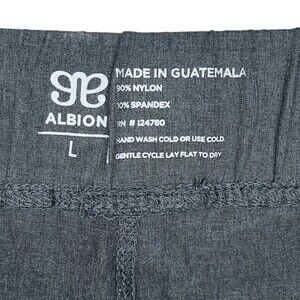 MADE IN GUATEMALA
90% NYLON
10% SPANDEX
RN # 124780
HAND WASH COLD OR USE COLD
GENTLE CYCLE LAY FLAT TO DRY
ALBION
L